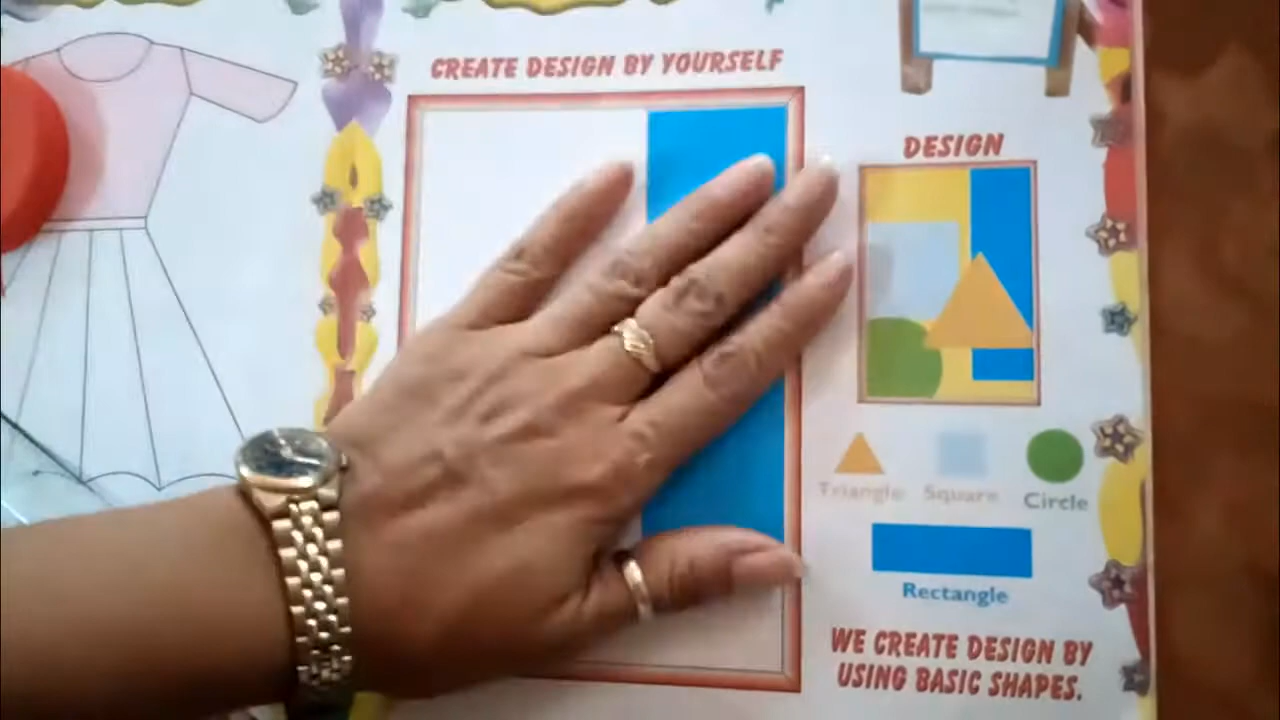 CREATE DESIGN BY YOURSELF
DESIGN
Triangle Square Circle
Rectangle
WE CREATE DESIGN BY
USING BASIC SHAPES.